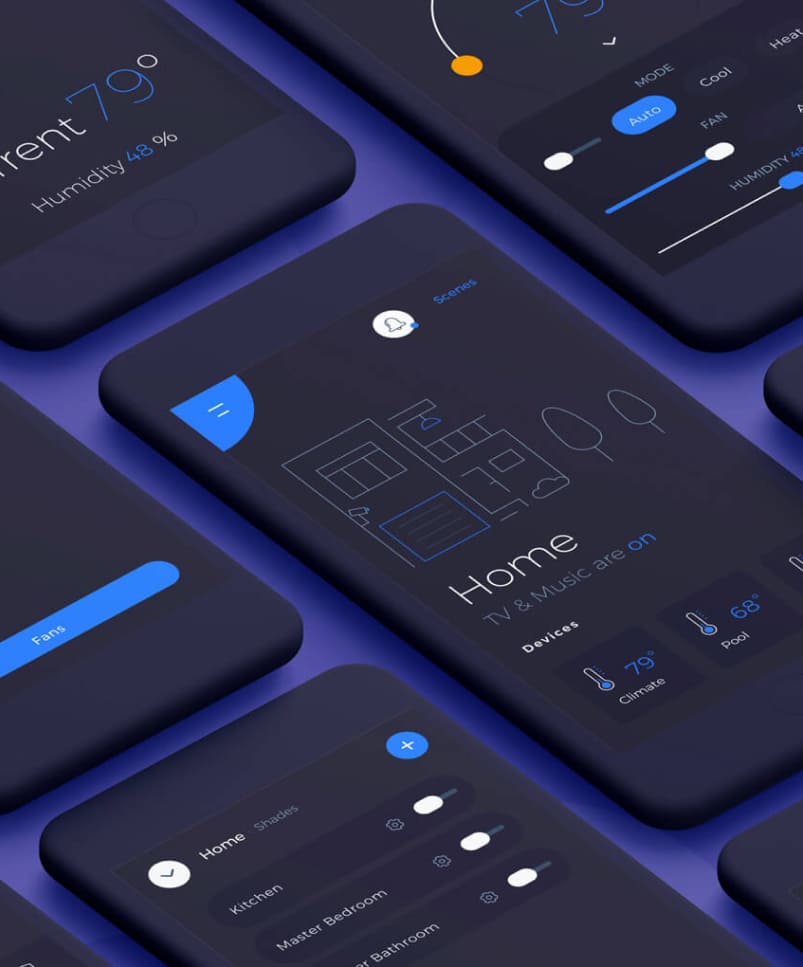 rrent 79°
Humidity 48 %
79
MODE
Auto
Cool
Heat
FAN
HUMIDITY 48
Scenes
Home
TV & Music are on
Devices
79°
Climate
68°
Pool
Fans
Home Shades
Kitchen
Master Bedroom
er Bathroom